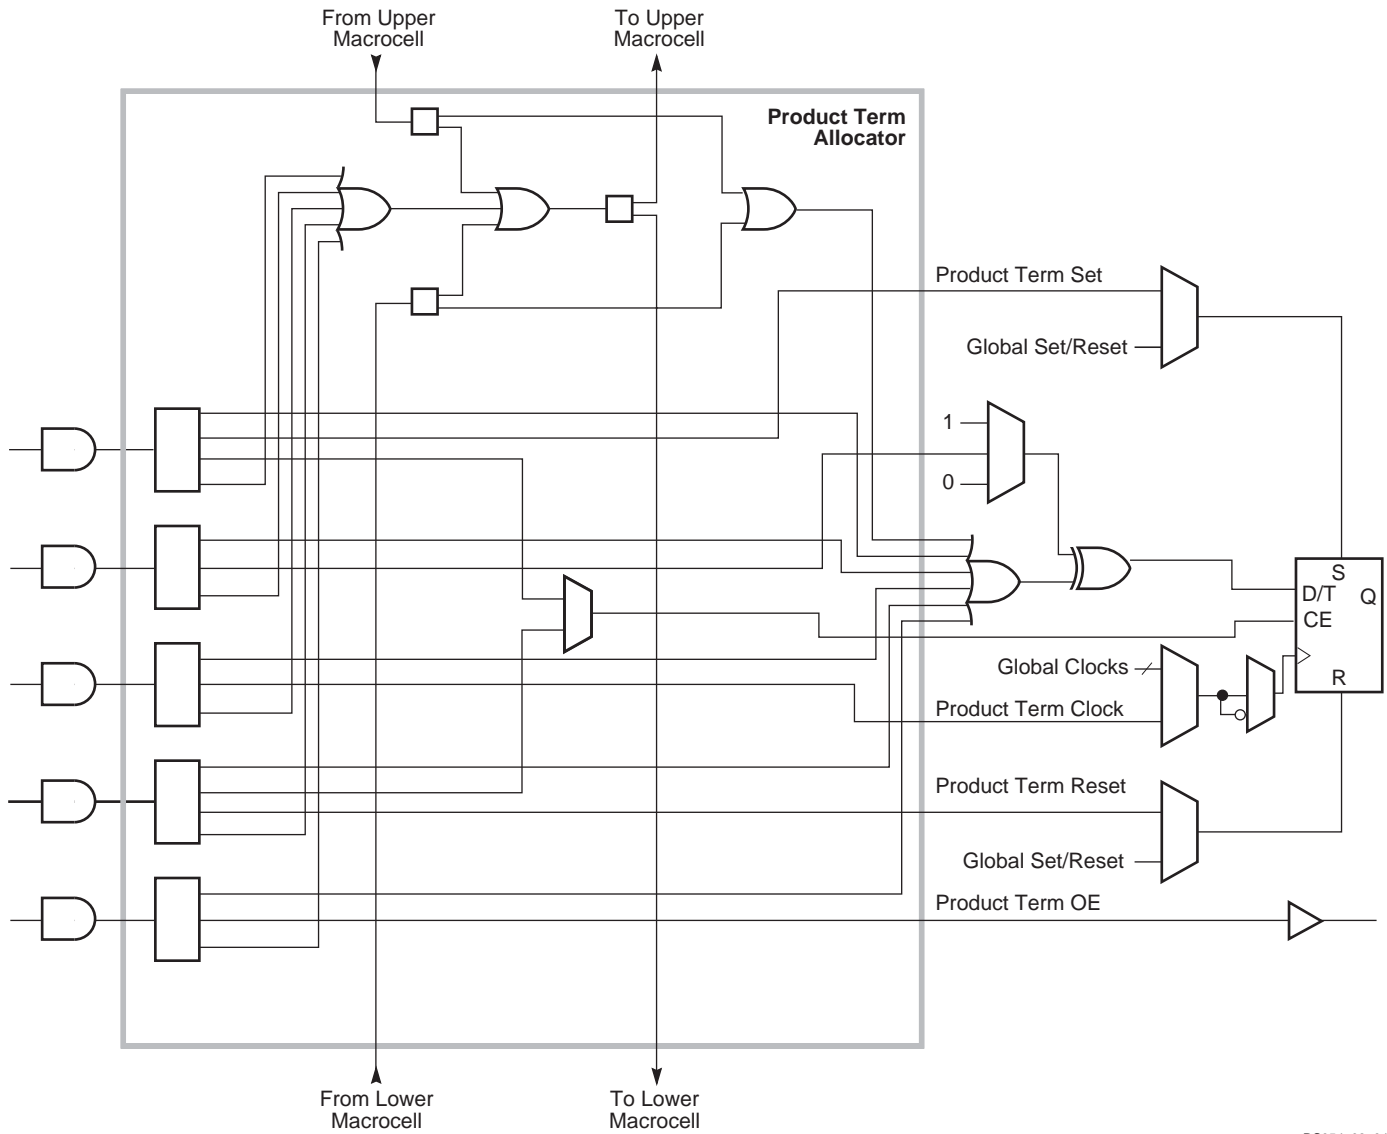 From Upper
Macrocell
To Upper
Macrocell
Product Term
Allocator
Product Term Set
Global Set/Reset
1
0
S
D/T
Q
CE
R
Global Clocks
Product Term Clock
Product Term Reset
Global Set/Reset
Product Term OE
From Lower
Macrocell
To Lower
Macrocell